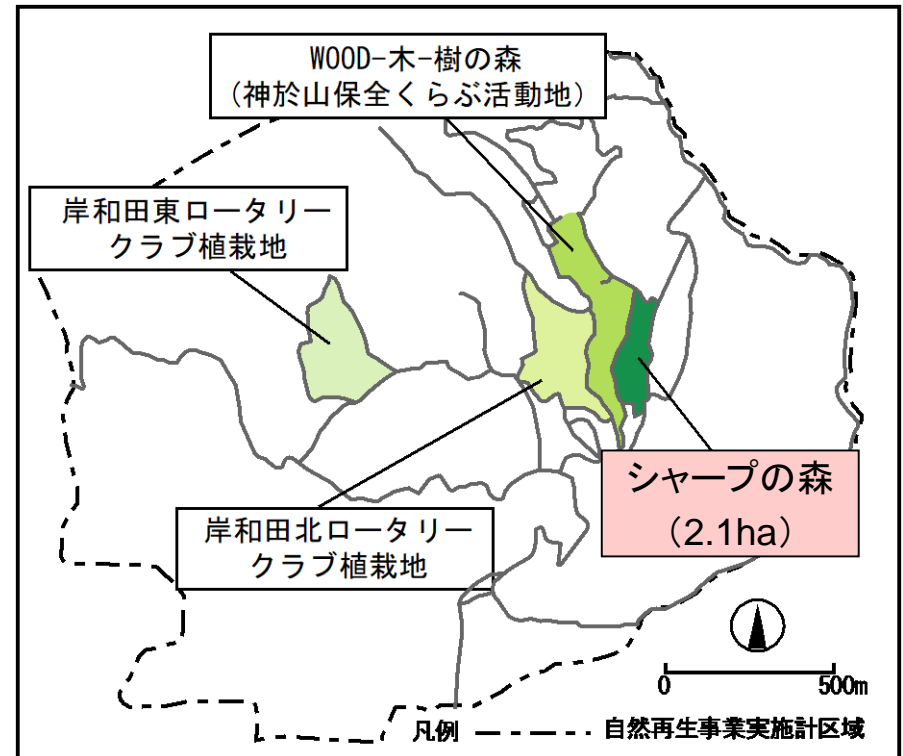 WOOD-木-樹の森
(神於山保全くらぶ活動地)
岸和田東ロータリー
クラブ植栽地
岸和田北ロータリー
クラブ植栽地
シャープの森
(2.1ha)
0 500m
凡例 自然再生事業実施計区域